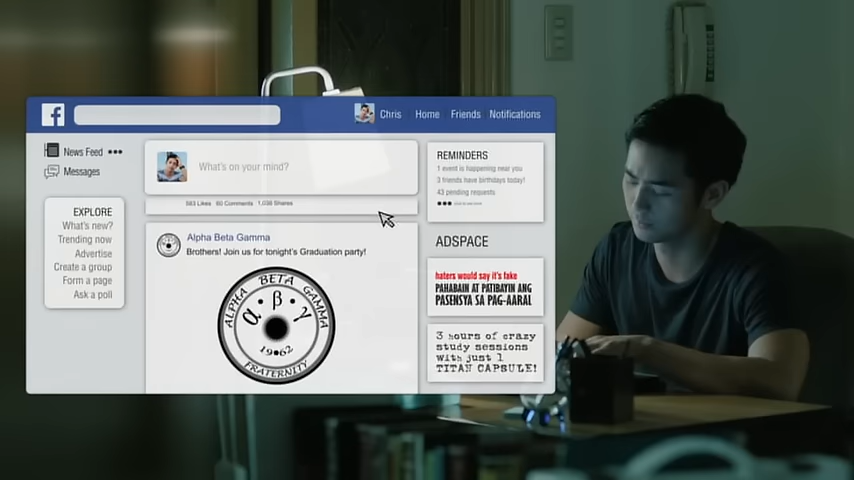 f
Chris Home Friends Notifications
News Feed
Messages
EXPLORE
What's new?
Trending now
Advertise
Create a group
Form a page
Ask a poll
What's on your mind?
583 Likes 60 Comments 1,038 Shares
Alpha Beta Gamma
Brothers! Join us for tonight's Graduation party!
ALPHA BETA GAMMA
α β γ
1962
FRATERNITY
REMINDERS
1 event is happening near you
3 friends have birthdays today!
43 pending requests
ADSPACE
haters would say it's fake
PAHABAIN AT PATIBAYIN ANG
PASENSYA SA PAG-AARAL
3 hours of crazy
study sessions
with just 1
TITAN CAPSULE!